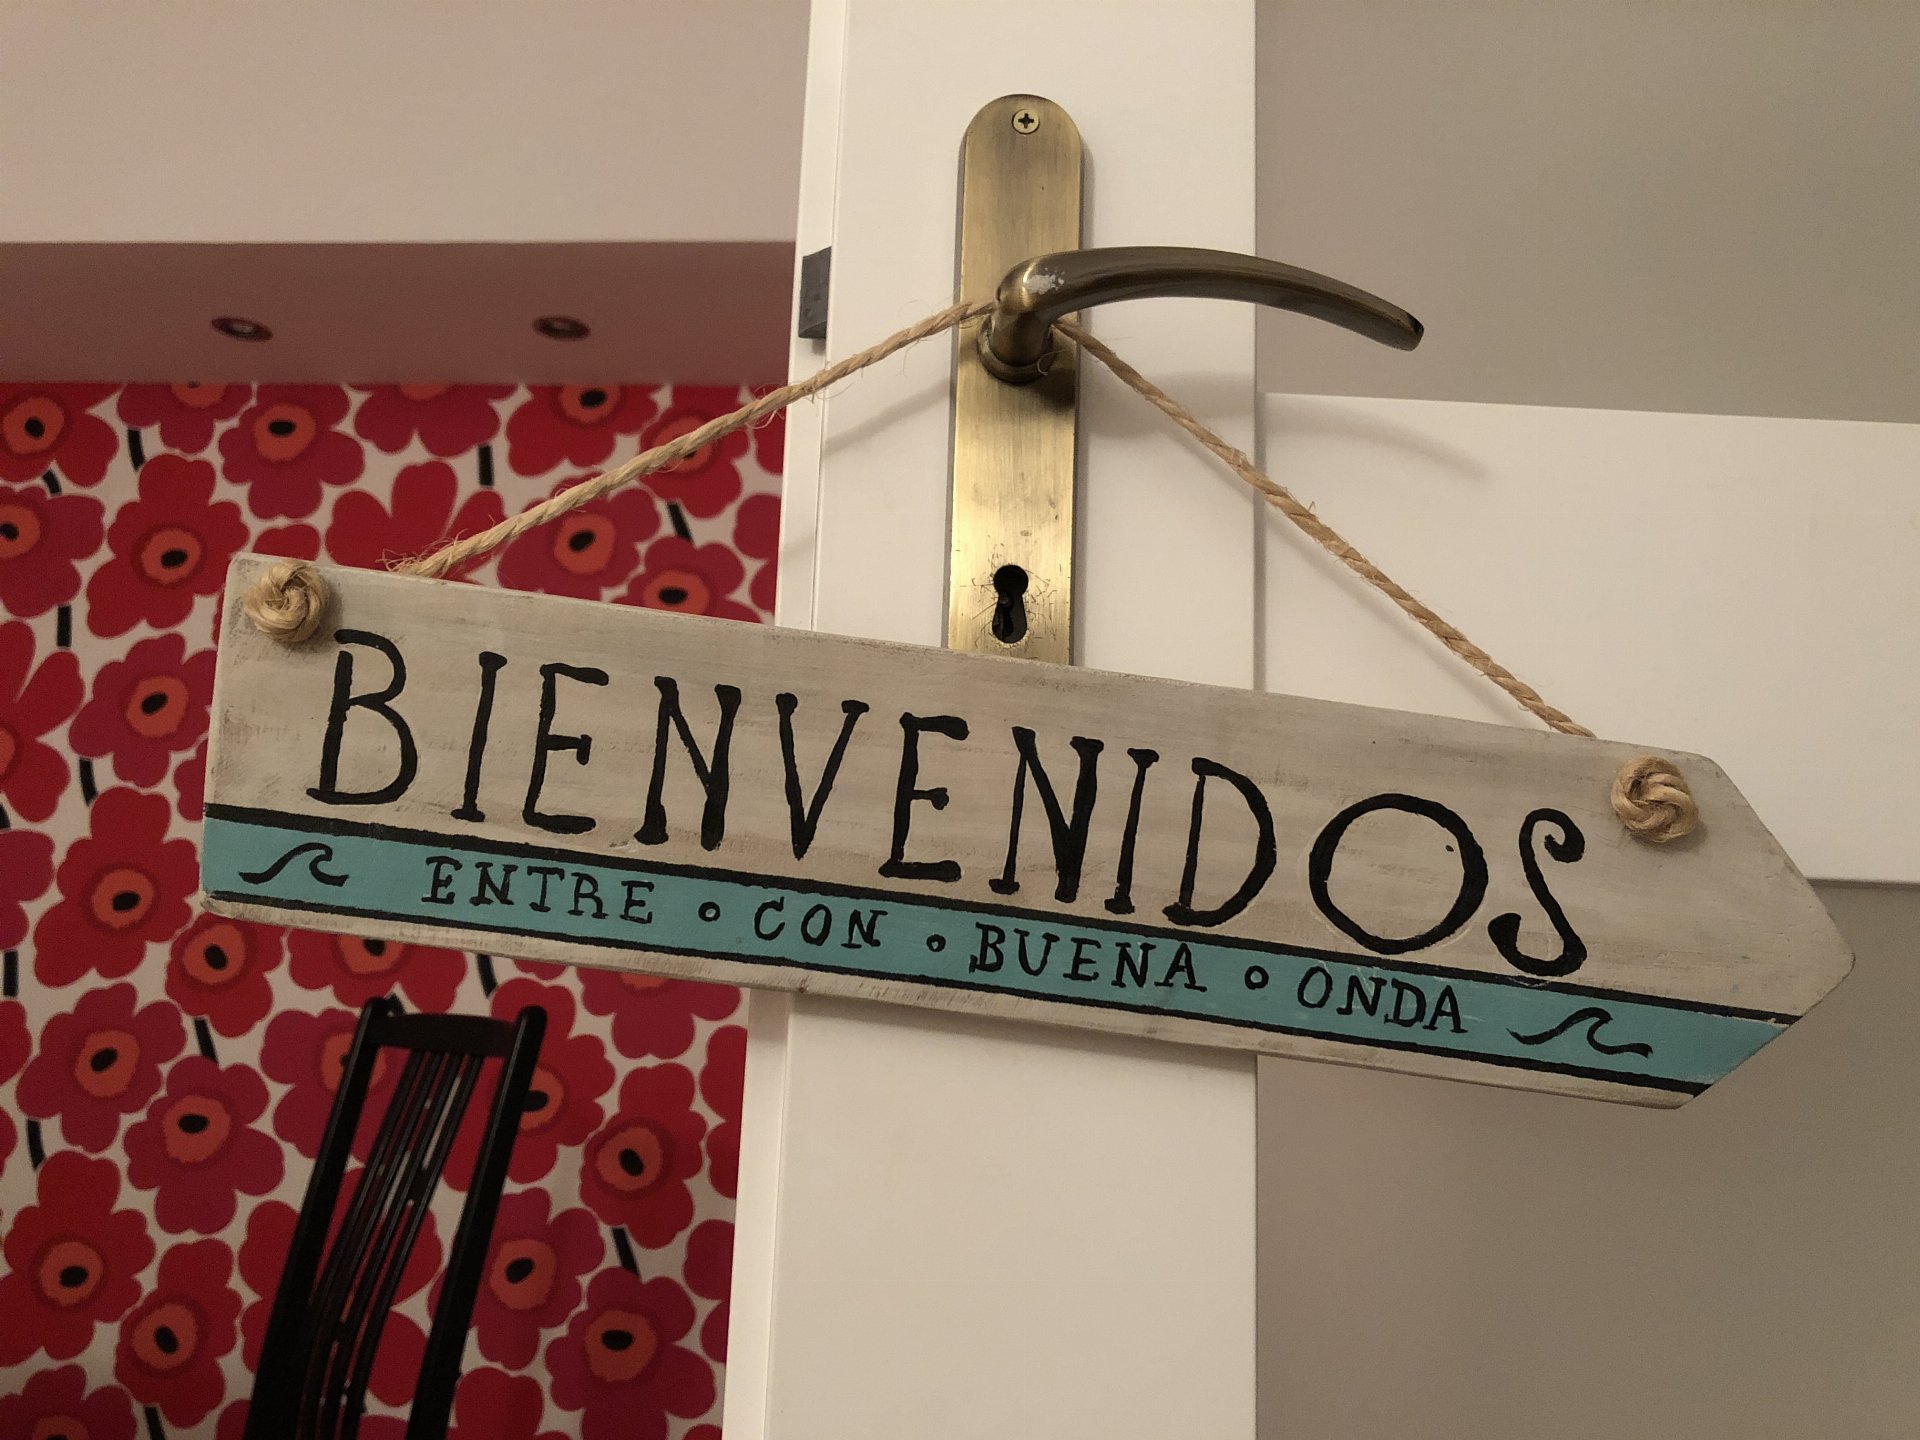 BIENVENIDOS
ENTRE ∘ CON ∘ BUENA ∘ ONDA